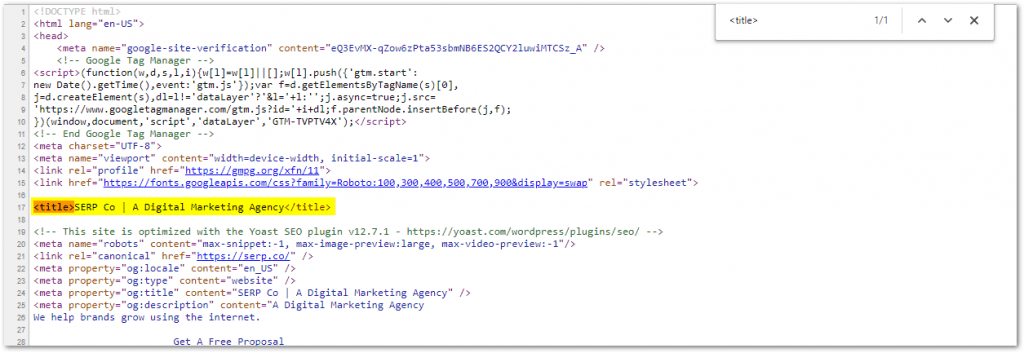 <title> 1/1
1 <!DOCTYPE html>
2 <html lang="en-US">
3 <head>
4 <meta name="google-site-verification" content="eQ3EvMX-qZow6zPta53sbmNB6ES2QCY2luwiMTCSz_A" />
5 <!-- Google Tag Manager -->
6 <script>(function(w,d,s,l,i){w[l]=w[l]||[];w[l].push({'gtm.start':
7 new Date().getTime(),event:'gtm.js'});var f=d.getElementsByTagName(s)[0],
8 j=d.createElement(s),dl=l!='dataLayer'?'&l='+l:'';j.async=true;j.src=
9 'https://www.googletagmanager.com/gtm.js?id='+i+dl;f.parentNode.insertBefore(j,f);
10 })(window,document,'script','dataLayer','GTM-TVPTV4X');</script>
11 <!-- End Google Tag Manager -->
12 <meta charset="UTF-8">
13 <meta name="viewport" content="width=device-width, initial-scale=1">
14 <link rel="profile" href="https://gmpg.org/xfn/11">
15 <link href="https://fonts.googleapis.com/css?family=Roboto:100,300,400,500,700,900&display=swap" rel="stylesheet">
16
17 <title>SERP Co | A Digital Marketing Agency</title>
18
19 <!-- This site is optimized with the Yoast SEO plugin v12.7.1 - https://yoast.com/wordpress/plugins/seo/ -->
20 <meta name="robots" content="max-snippet:-1, max-image-preview:large, max-video-preview:-1"/>
21 <link rel="canonical" href="https://serp.co/" />
22 <meta property="og:locale" content="en_US" />
23 <meta property="og:type" content="website" />
24 <meta property="og:title" content="SERP Co | A Digital Marketing Agency" />
25 <meta property="og:description" content="A Digital Marketing Agency
26 We help brands grow using the internet.
27
28 Get A Free Proposal